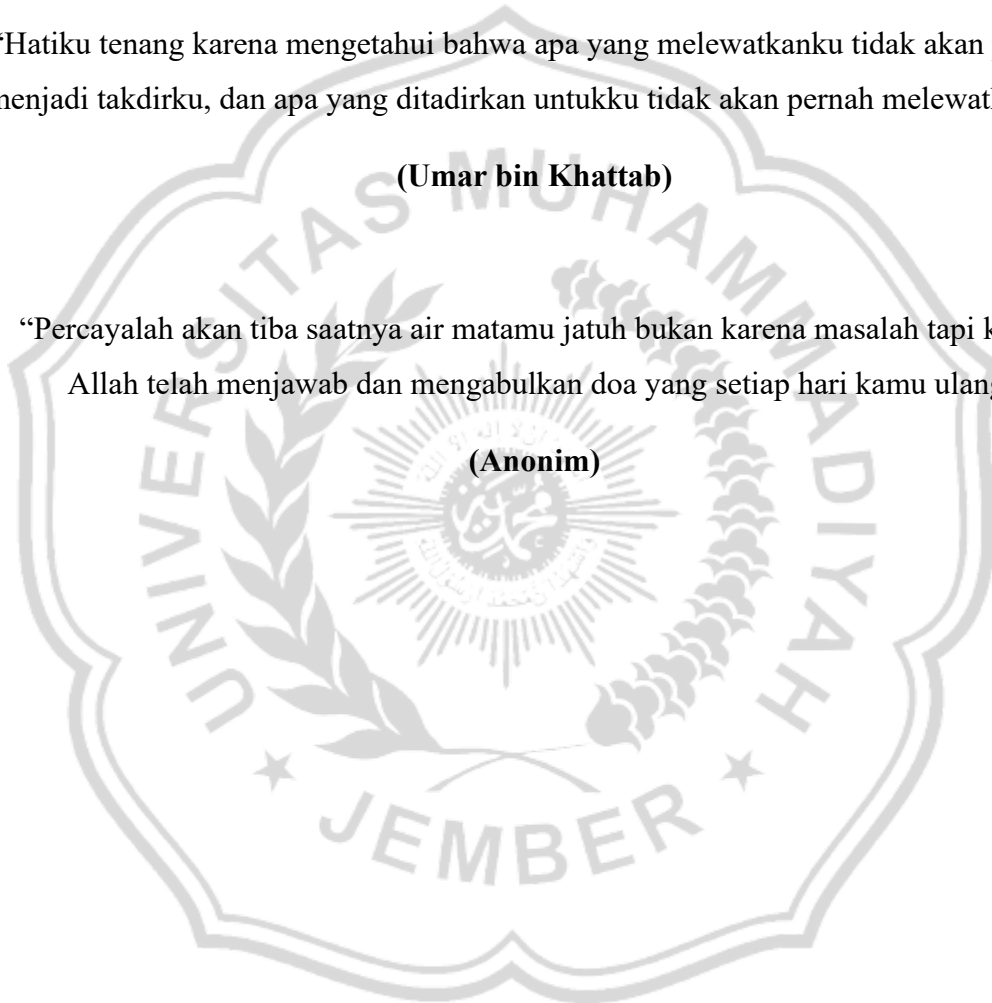 “Hatiku tenang karena mengetahui bahwa apa yang melewatkanku tidak akan
menjadi takdirku, dan apa yang ditadirkan untukku tidak akan pernah
(Umar bin Khattab)
“Percayalah akan tiba saatnya air matamu jatuh bukan karena masalah tapi
Allah telah menjawab dan mengabulkan doa yang setiap hari kamu
(Anonim)
UNIVERSITAS MUHAMMADIYAH
JEMBER